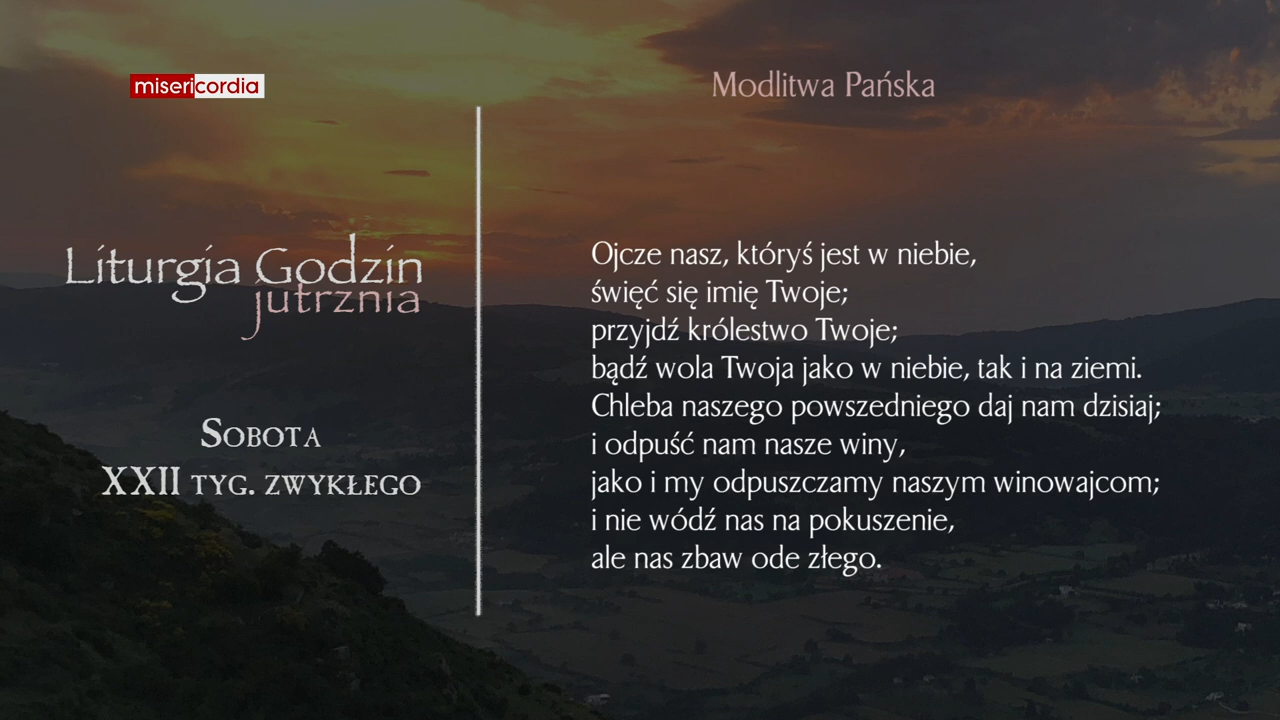 misericordia
Liturgia Godzin
jutrznia
Sobota
XXII tyg. zwykłego
Modlitwa Pańska
Ojcze nasz, któryś jest w niebie,
święć się imię Twoje;
przyjdź królestwo Twoje;
bądź wola Twoja jako w niebie, tak i na ziemi.
Chleba naszego powszedniego daj nam dzisiaj;
i odpuść nam nasze winy,
jako i my odpuszczamy naszym winowajcom;
i nie wódź nas na pokuszenie,
ale nas zbaw ode złego.